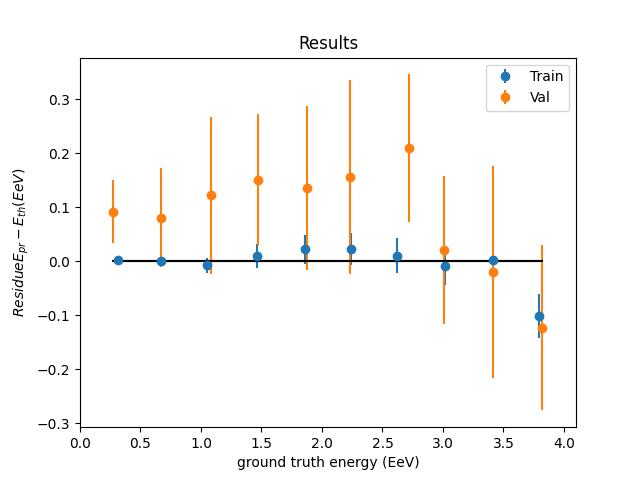 Results
Train
Val
0.3
0.2
0.1
0.0
−0.1
−0.2
−0.3
ResidueE_{pr} − E_{th}(EeV)
0.0 0.5 1.0 1.5 2.0 2.5 3.0 3.5 4.0
ground truth energy (EeV)